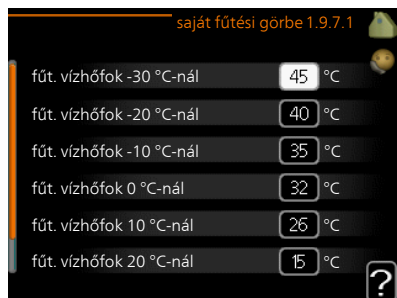 saját fűtési görbe 1.9.7.1
fűt. vízhőfok -30 °C-nál 45 °C
fűt. vízhőfok -20 °C-nál 40 °C
fűt. vízhőfok -10 °C-nál 35 °C
fűt. vízhőfok 0 °C-nál 32 °C
fűt. vízhőfok 10 °C-nál 26 °C
fűt. vízhőfok 20 °C-nál 15 °C
?